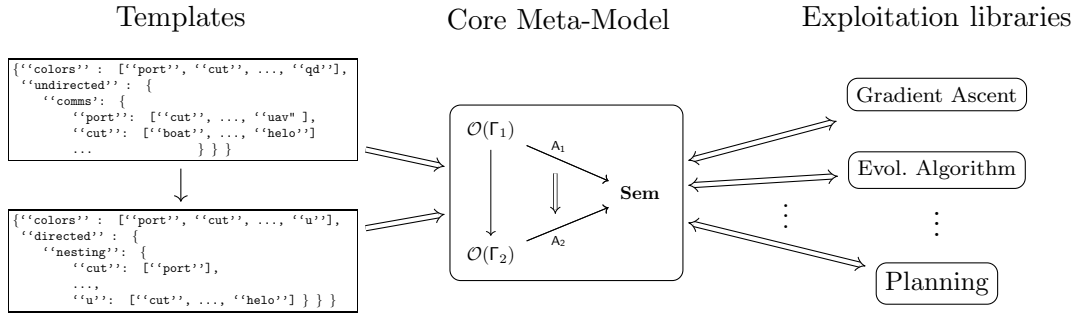 Templates
Core Meta-Model
Exploitation libraries
{‘‘colors’’ : [‘‘port’’, ‘‘cut’’, ..., ‘‘qd’’],
‘‘undirected’’ : {
‘‘comms‘: {
‘‘port’’: [‘‘cut’’, ..., ‘‘uav" ],
‘‘cut’’: [‘‘boat’’, ..., ‘‘helo’’]
... } } }
{‘‘colors’’ : [‘‘port’’, ‘‘cut’’, ..., ‘‘u’’],
‘‘directed’’ : {
‘‘nesting’’: {
‘‘cut’’: [‘‘port’’],
...,
‘‘u’’: [‘‘cut’’, ..., ‘‘helo’’] } } }
𝒪(Γ₁)
A₁
Sem
A₂
𝒪(Γ₂)
Gradient Ascent
Evol. Algorithm
⋮ ⋮
Planning